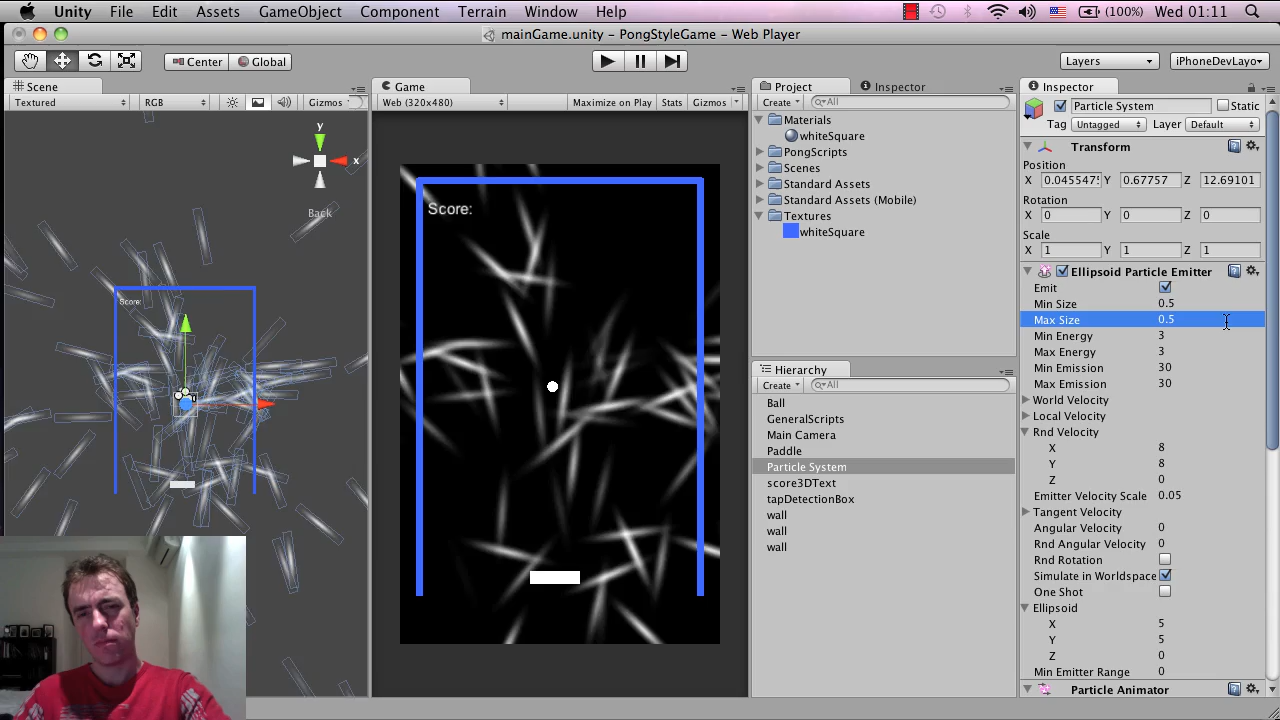 Unity File Edit Assets GameObject Component Terrain Window Help (100%) Wed 01:11
mainGame.unity - PongStyleGame - Web Player
Center Global Layers iPhoneDevLayo
Scene
Textured RGB Gizmos
y
x
Back
Score:
Game
Web (320x480) Maximize on Play Stats Gizmos
Score:
Project Inspector
Create All
Materials
whiteSquare
PongScripts
Scenes
Standard Assets
Standard Assets (Mobile)
Textures
whiteSquare
Hierarchy
Create All
Ball
GeneralScripts
Main Camera
Paddle
Particle System
score3DText
tapDetectionBox
wall
wall
wall
Inspector
Particle System Static
Tag Untagged Layer Default
Transform
Position
X 0.045547 Y 0.67757 Z 12.69101
Rotation
X 0 Y 0 Z 0
Scale
X 1 Y 1 Z 1
Ellipsoid Particle Emitter
Emit
Min Size 0.5
Max Size 0.5
Min Energy 3
Max Energy 3
Min Emission 30
Max Emission 30
World Velocity
Local Velocity
Rnd Velocity
X 8
Y 8
Z 0
Emitter Velocity Scale 0.05
Tangent Velocity
Angular Velocity 0
Rnd Angular Velocity 0
Rnd Rotation
Simulate in Worldspace
One Shot
Ellipsoid
X 5
Y 5
Z 0
Min Emitter Range 0
Particle Animator